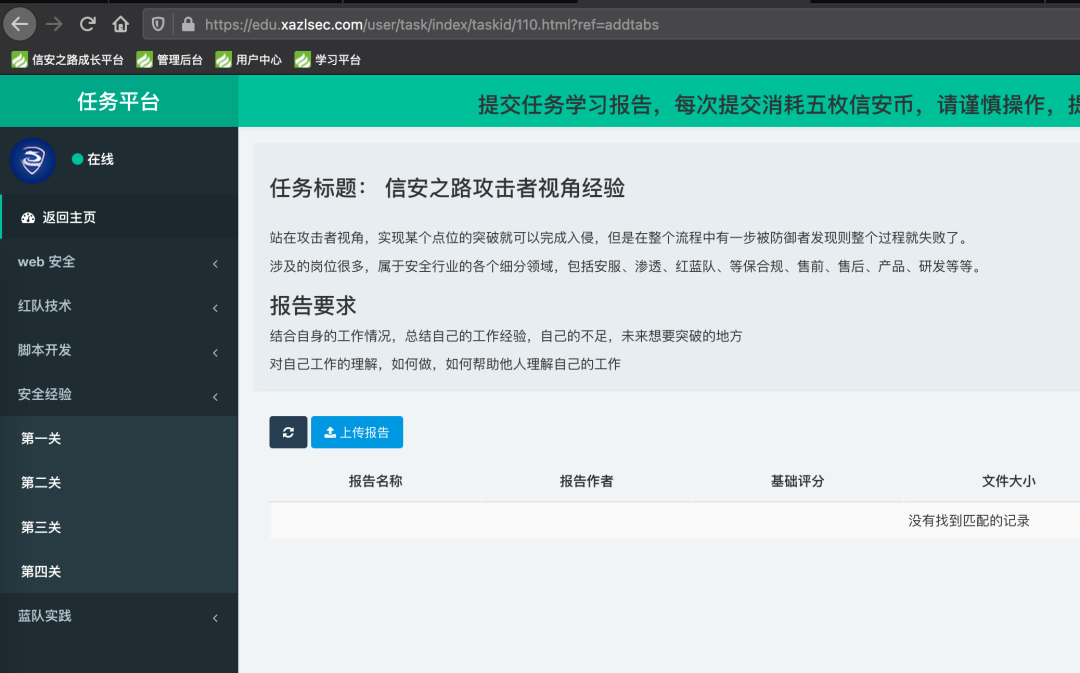 https://edu.xazlsec.com/user/task/index/taskid/110.html?ref=addtabs
信安之路成长平台 管理后台 用户中心 学习平台
任务平台
提交任务学习报告，每次提交消耗五枚信安币，请谨慎操作，
在线
返回主页
web 安全
红队技术
脚本开发
安全经验
第一关
第二关
第三关
第四关
蓝队实践
任务标题： 信安之路攻击者视角经验
站在攻击者视角，实现某个点位的突破就可以完成入侵，但是在整个流程中有一步被防御者发现则整个过程就失败了。
涉及的岗位很多，属于安全行业的各个细分领域，包括安服、渗透、红蓝队、等保合规、售前、售后、产品、研发等等。
报告要求
结合自身的工作情况，总结自己的工作经验，自己的不足，未来想要突破的地方
对自己工作的理解，如何做，如何帮助他人理解自己的工作
上传报告
报告名称 报告作者 基础评分 文件大小
没有找到匹配的记录